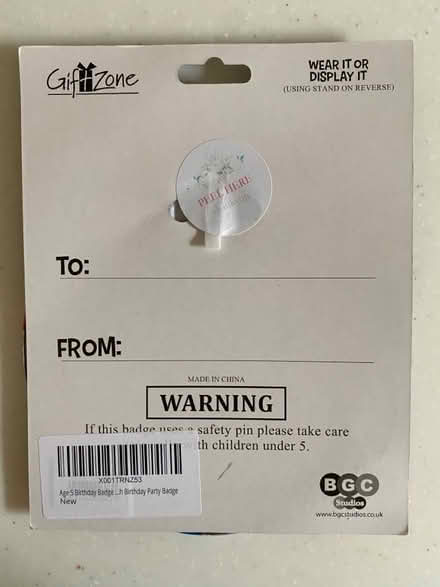 Gift Zone
WEAR IT OR
DISPLAY IT
(USING STAND ON REVERSE)
PEEL HERE
TO:
FROM:
MADE IN CHINA
WARNING
If this badge uses a safety pin please take care
with children under 5.
X001TRNZ53
Age 5 Birthday Badge ...h Birthday Party Badge
New
BGC
Studios
www.bgcstudios.co.uk